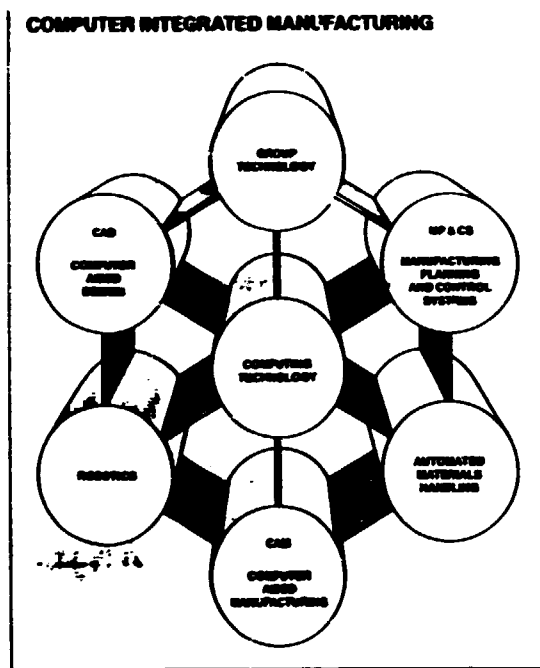 COMPUTER INTEGRATED MANUFACTURING
GROUP
TECHNOLOGY
CAD
COMPUTER
AIDED
DESIGN
MP & CS
MANUFACTURING
PLANNING
AND CONTROL
SYSTEMS
COMPUTING
TECHNOLOGY
ROBOTICS
AUTOMATED
MATERIALS
HANDLING
CAM
COMPUTER
AIDED
MANUFACTURING